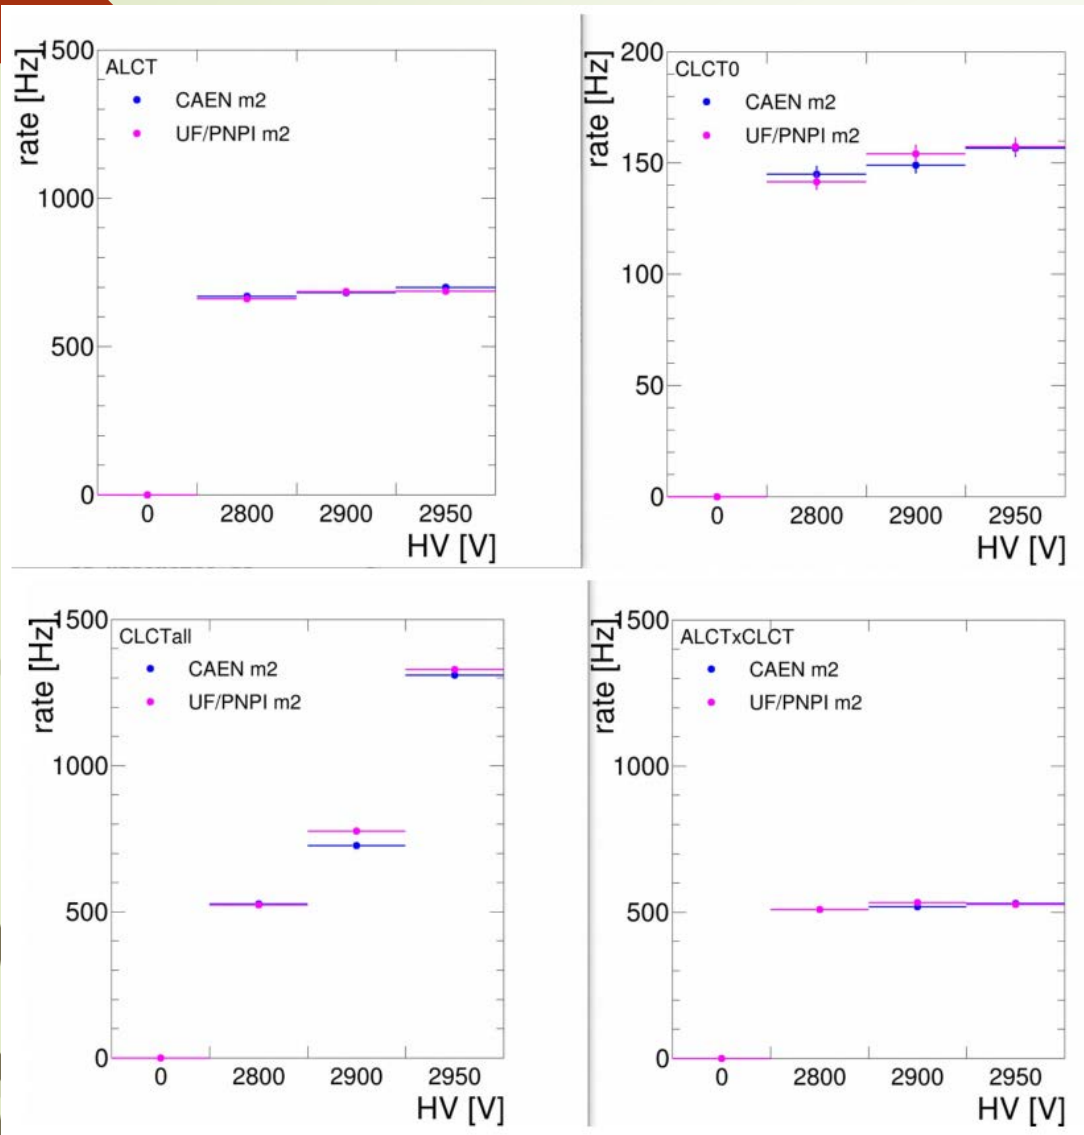 rate [Hz]
1500
1000
500
0
ALCT
CAEN m2
UF/PNPI m2
0 2800 2900 2950
HV [V]
rate [Hz]
200
150
100
50
0
CLCT0
CAEN m2
UF/PNPI m2
0 2800 2900 2950
HV [V]
rate [Hz]
1500
1000
500
0
CLCTall
CAEN m2
UF/PNPI m2
0 2800 2900 2950
HV [V]
rate [Hz]
1500
1000
500
0
ALCTxCLCT
CAEN m2
UF/PNPI m2
0 2800 2900 2950
HV [V]